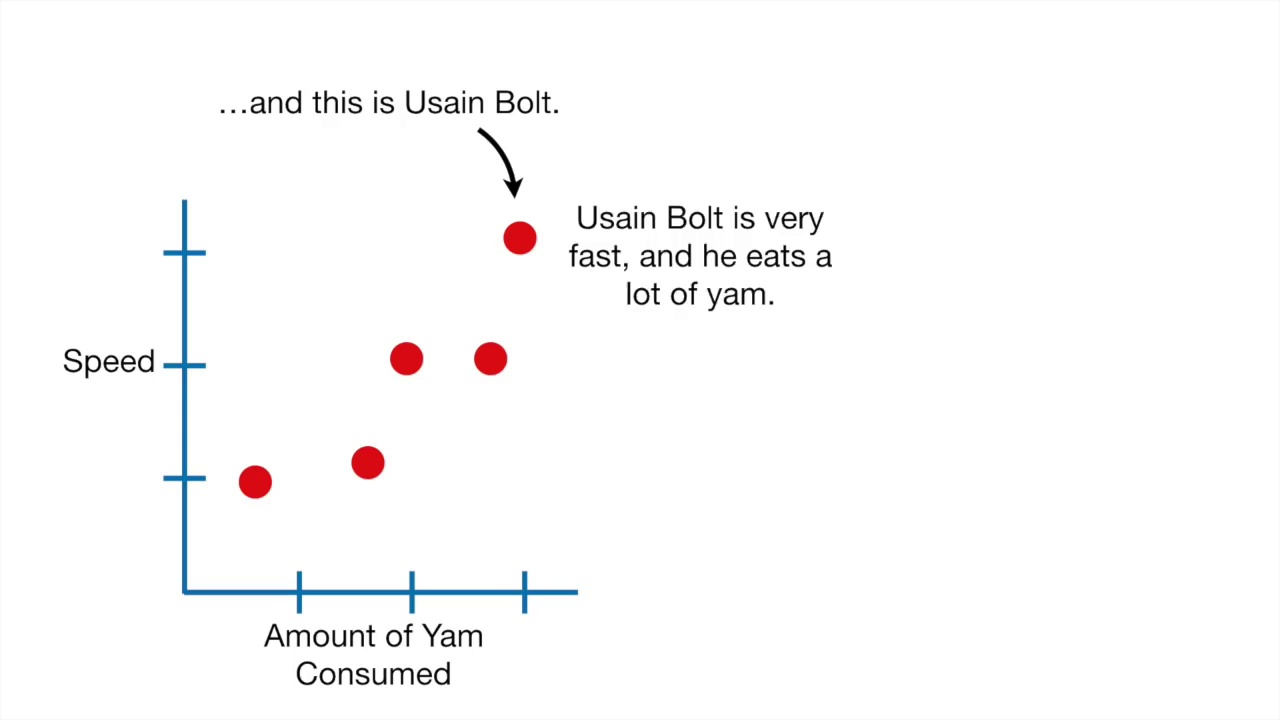 …and this is Usain Bolt.
Usain Bolt is very
fast, and he eats a
lot of yam.
Speed
Amount of Yam
Consumed